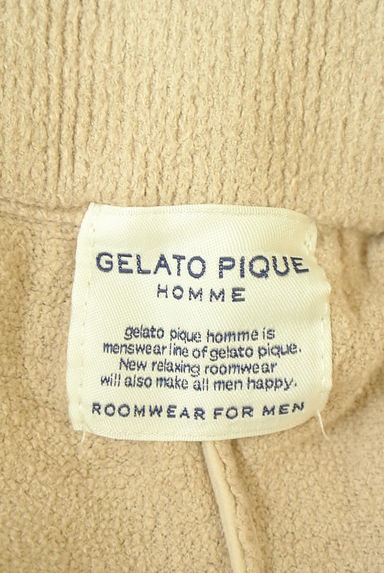 GELATO PIQUE
HOMME
gelato pique homme is
menswear line of gelato pique.
New relaxing roomwear
will also make all men happy.
ROOMWEAR FOR MEN